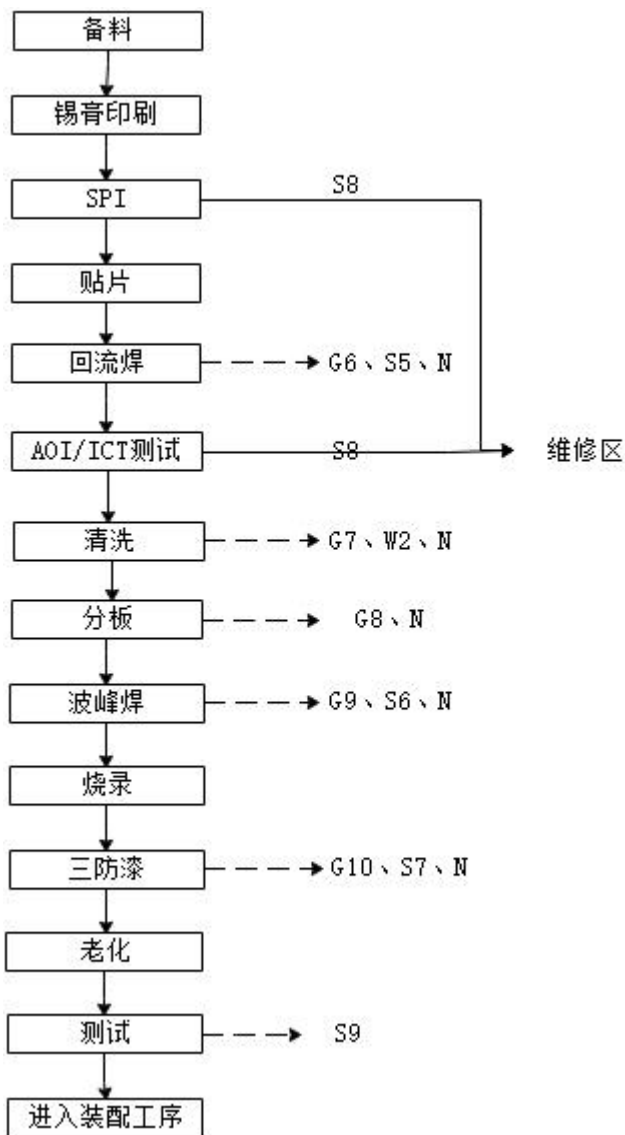 备料
锡膏印刷
SPI
S8
贴片
回流焊
G6、S5、N
AOI/ICT测试
S8
维修区
清洗
G7、W2、N
分板
G8、N
波峰焊
G9、S6、N
烧录
三防漆
G10、S7、N
老化
测试
S9
进入装配工序